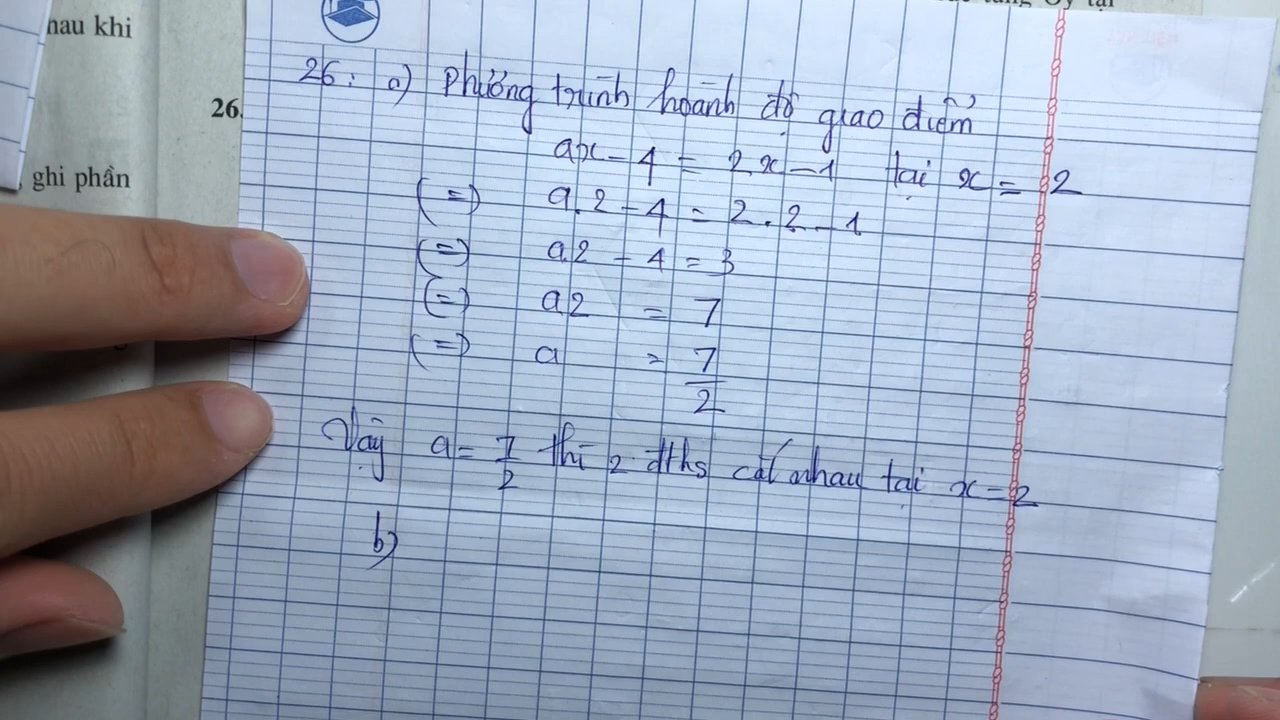 nau khi
tại
26.
ghi phần
26: a) Phương trình hoành độ giao điểm
ax - 4 = 2x - 1 tại x = 2
(=) a.2 - 4 = 2.2 - 1
(=) a2 - 4 = 3
(=) a2 = 7
(=) a = 7/2
Vậy a = 7/2 thì 2 đths cắt nhau tại x = 2
b)